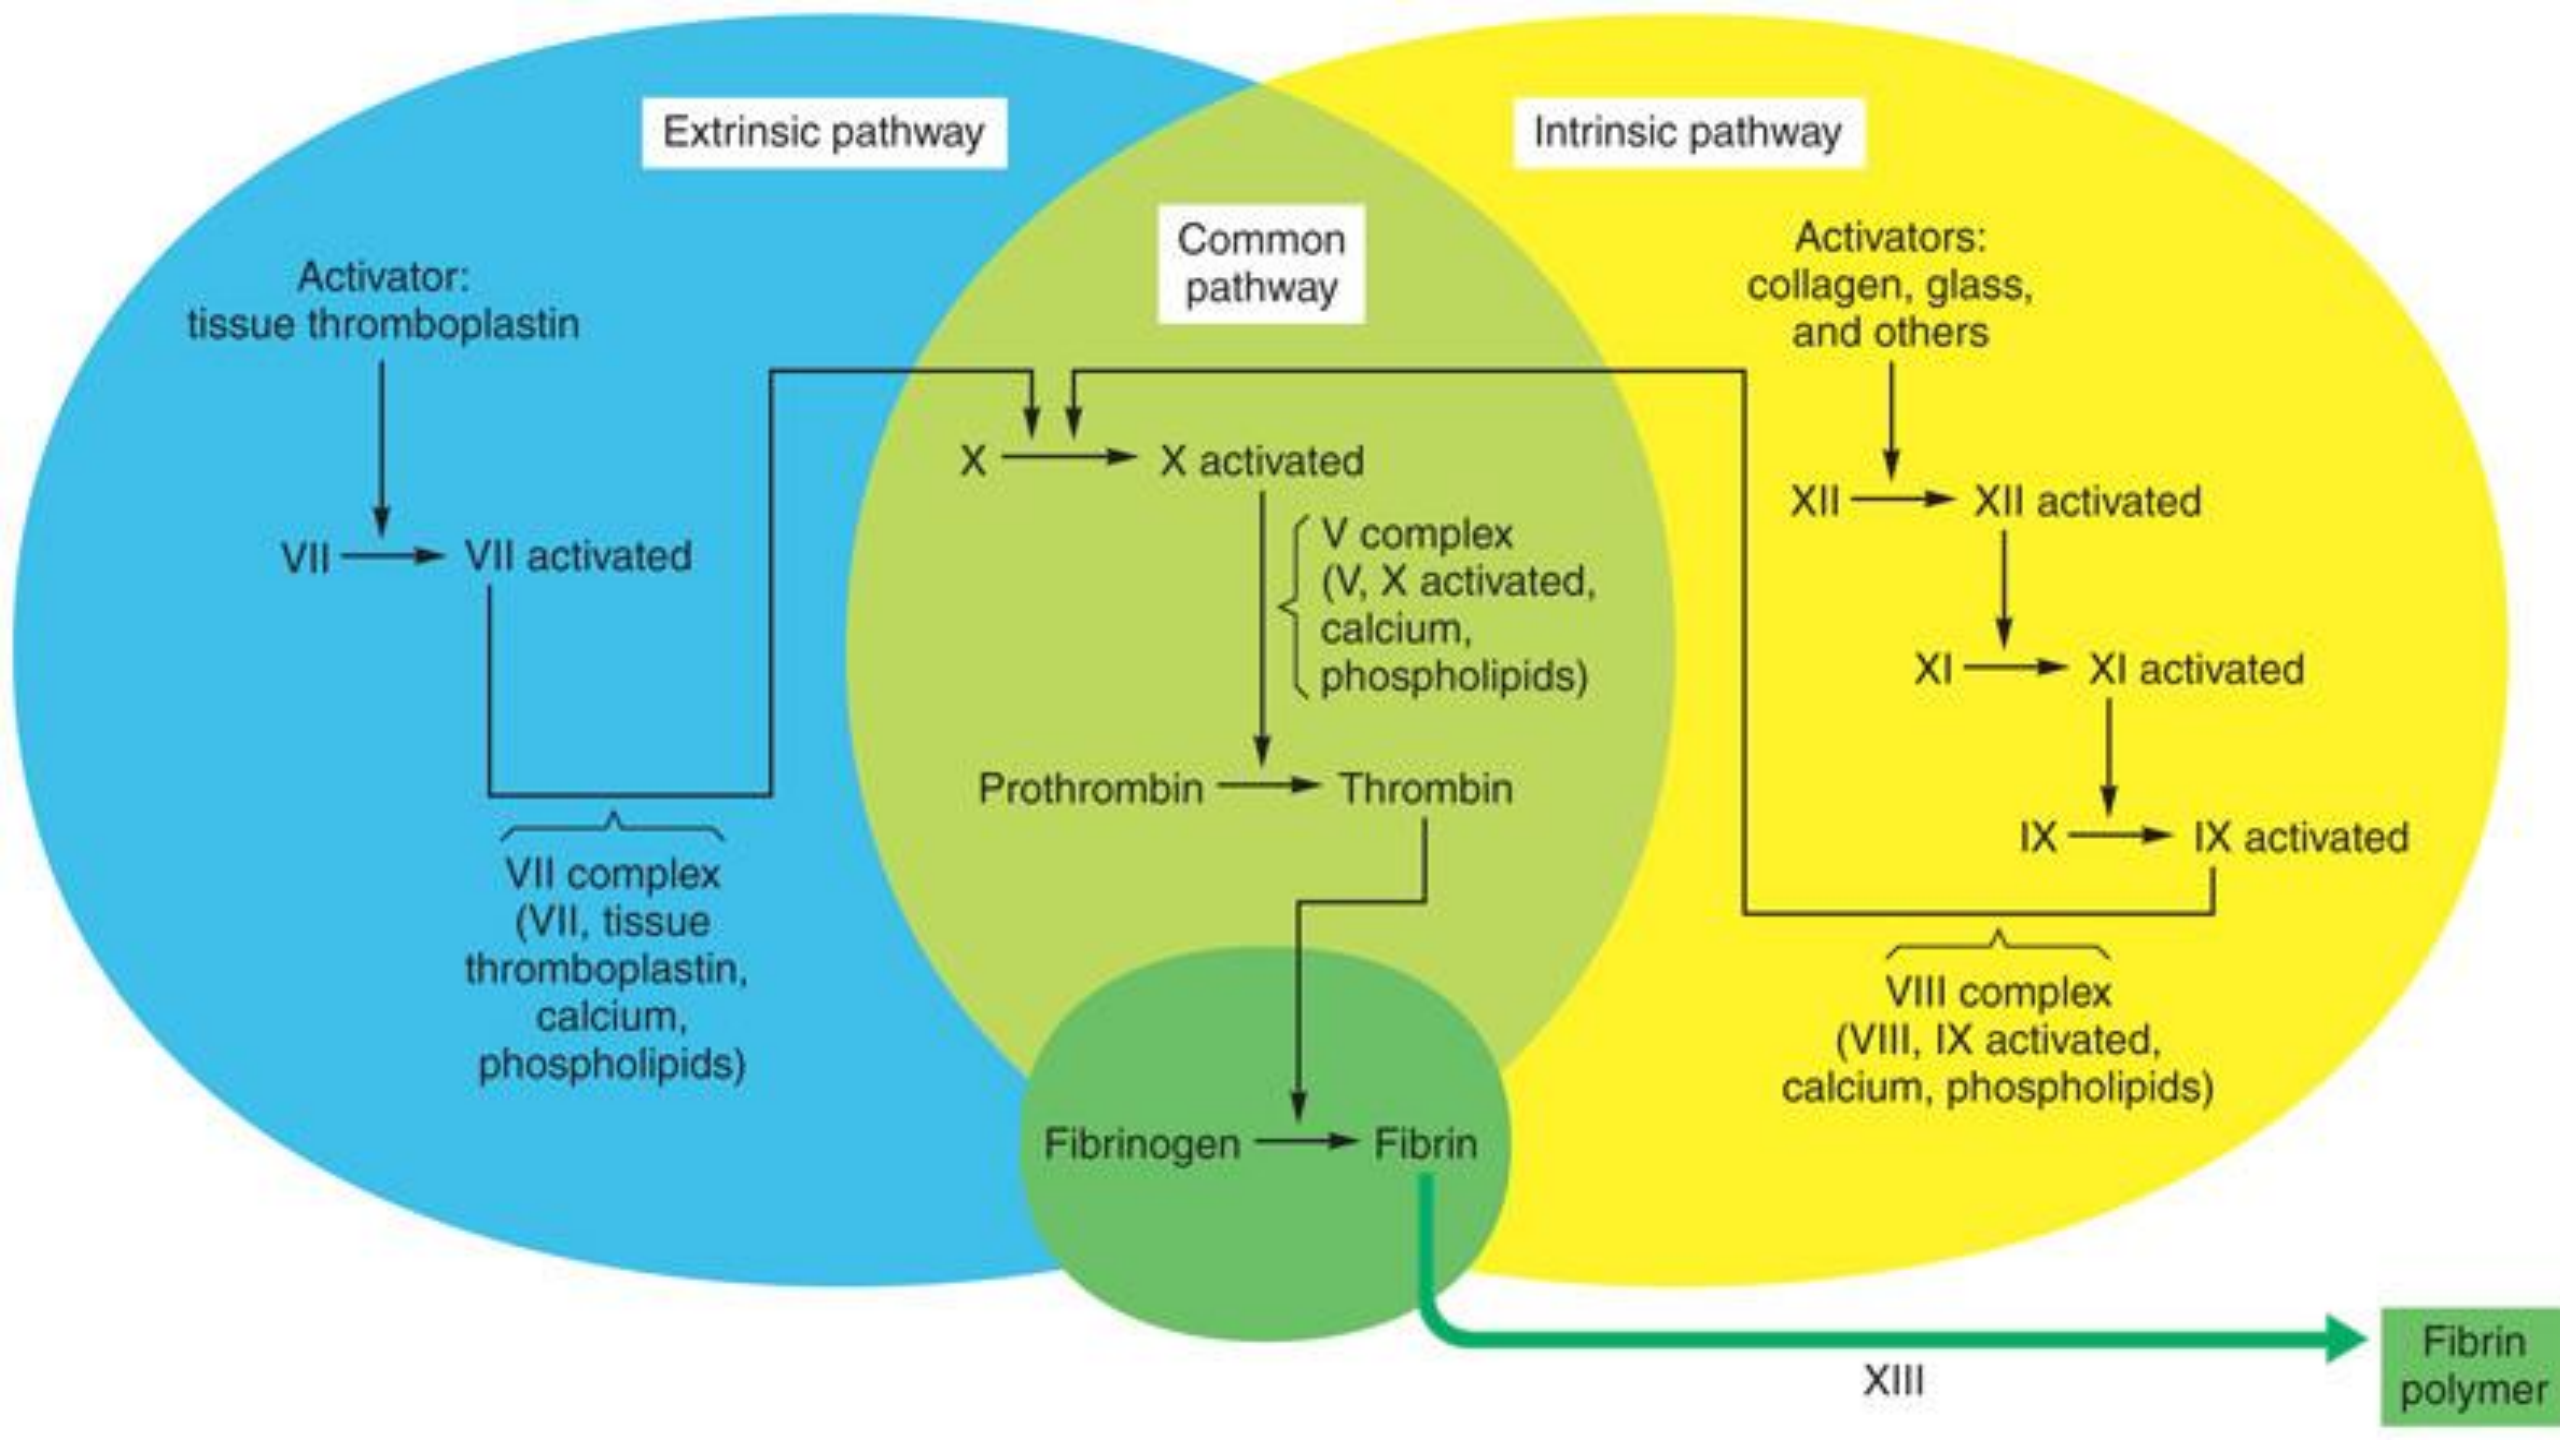 Extrinsic pathway
Intrinsic pathway
Common
pathway
Activator:
tissue thromboplastin
VII
VII activated
VII complex
(VII, tissue
thromboplastin,
calcium,
phospholipids)
X
X activated
V complex
(V, X activated,
calcium,
phospholipids)
Prothrombin
Thrombin
Fibrinogen
Fibrin
Activators:
collagen, glass,
and others
XII
XII activated
XI
XI activated
IX
IX activated
VIII complex
(VIII, IX activated,
calcium, phospholipids)
XIII
Fibrin
polymer